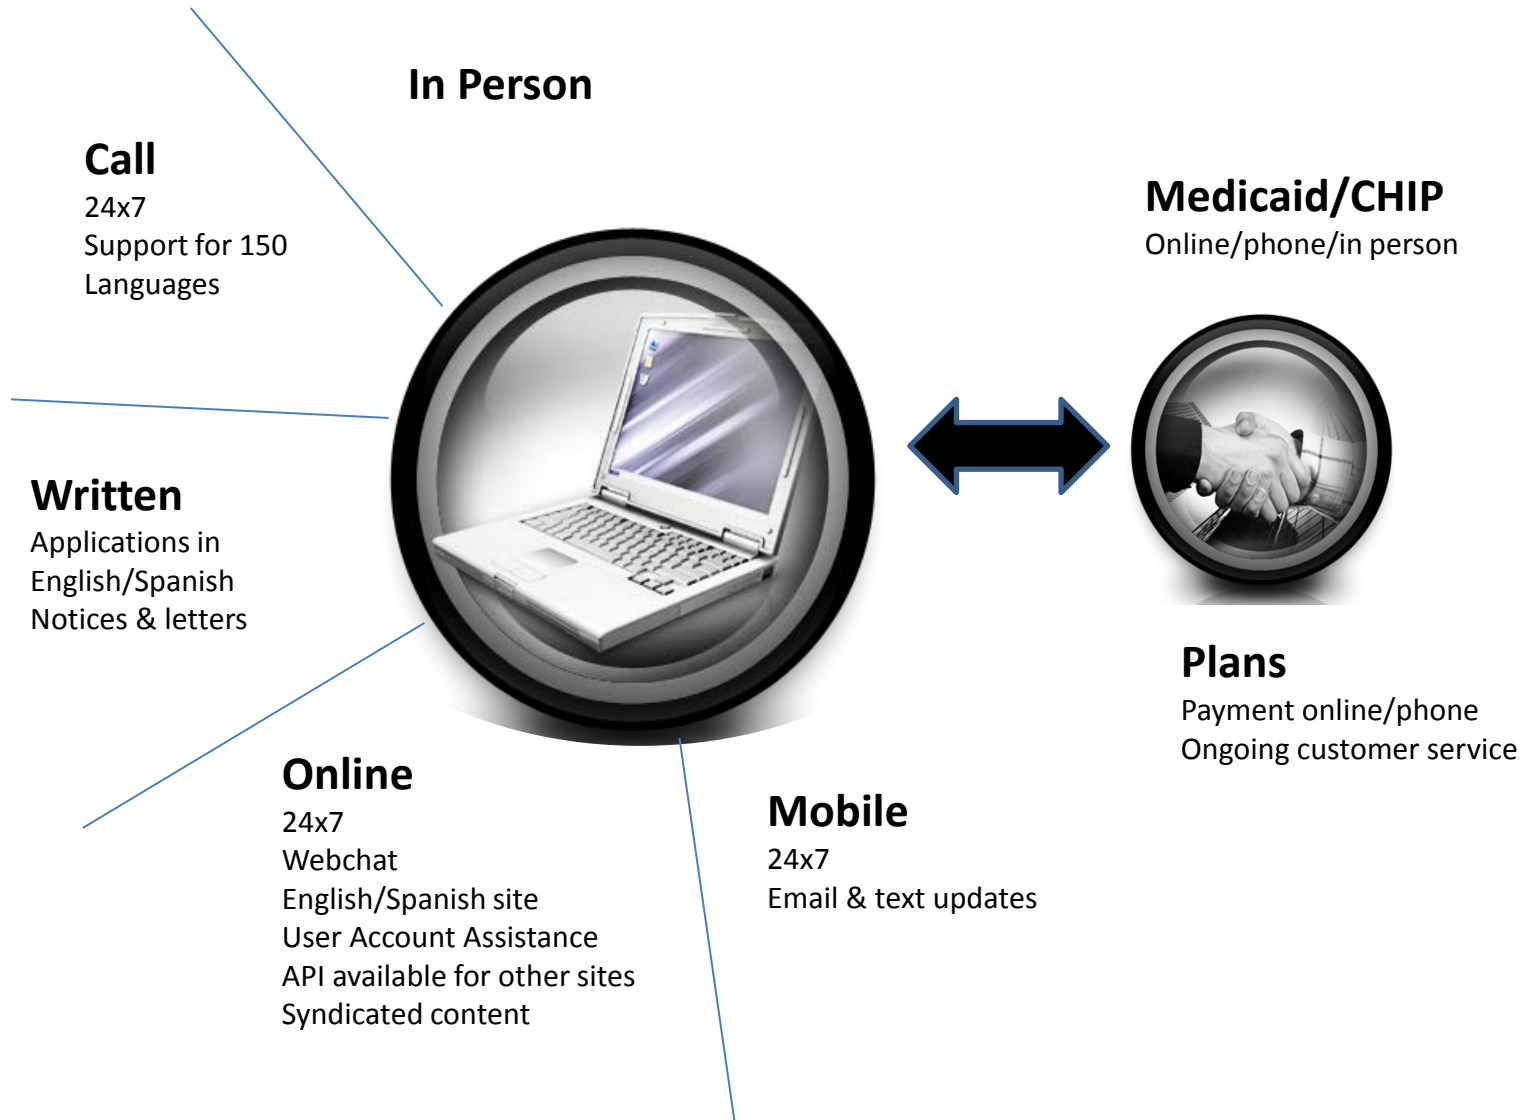 In Person
Call
24x7
Support for 150
Languages
Written
Applications in
English/Spanish
Notices & letters
Online
24x7
Webchat
English/Spanish site
User Account Assistance
API available for other sites
Syndicated content
Mobile
24x7
Email & text updates
Medicaid/CHIP
Online/phone/in person
Plans
Payment online/phone
Ongoing customer service